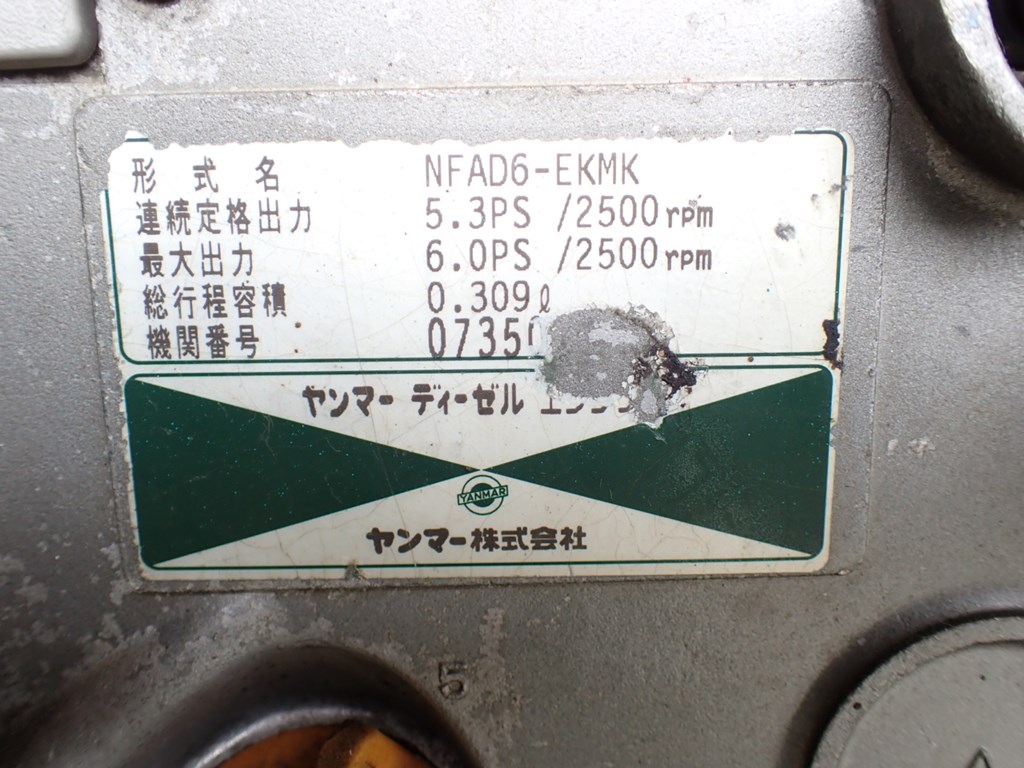 形式名 NFAD6-EKMK
連続定格出力 5.3PS /2500rpm
最大出力 6.0PS /2500rpm
総行程容積 0.309ℓ
機関番号 0735
ヤンマー ディーゼル
YANMAR
ヤンマー株式会社
5